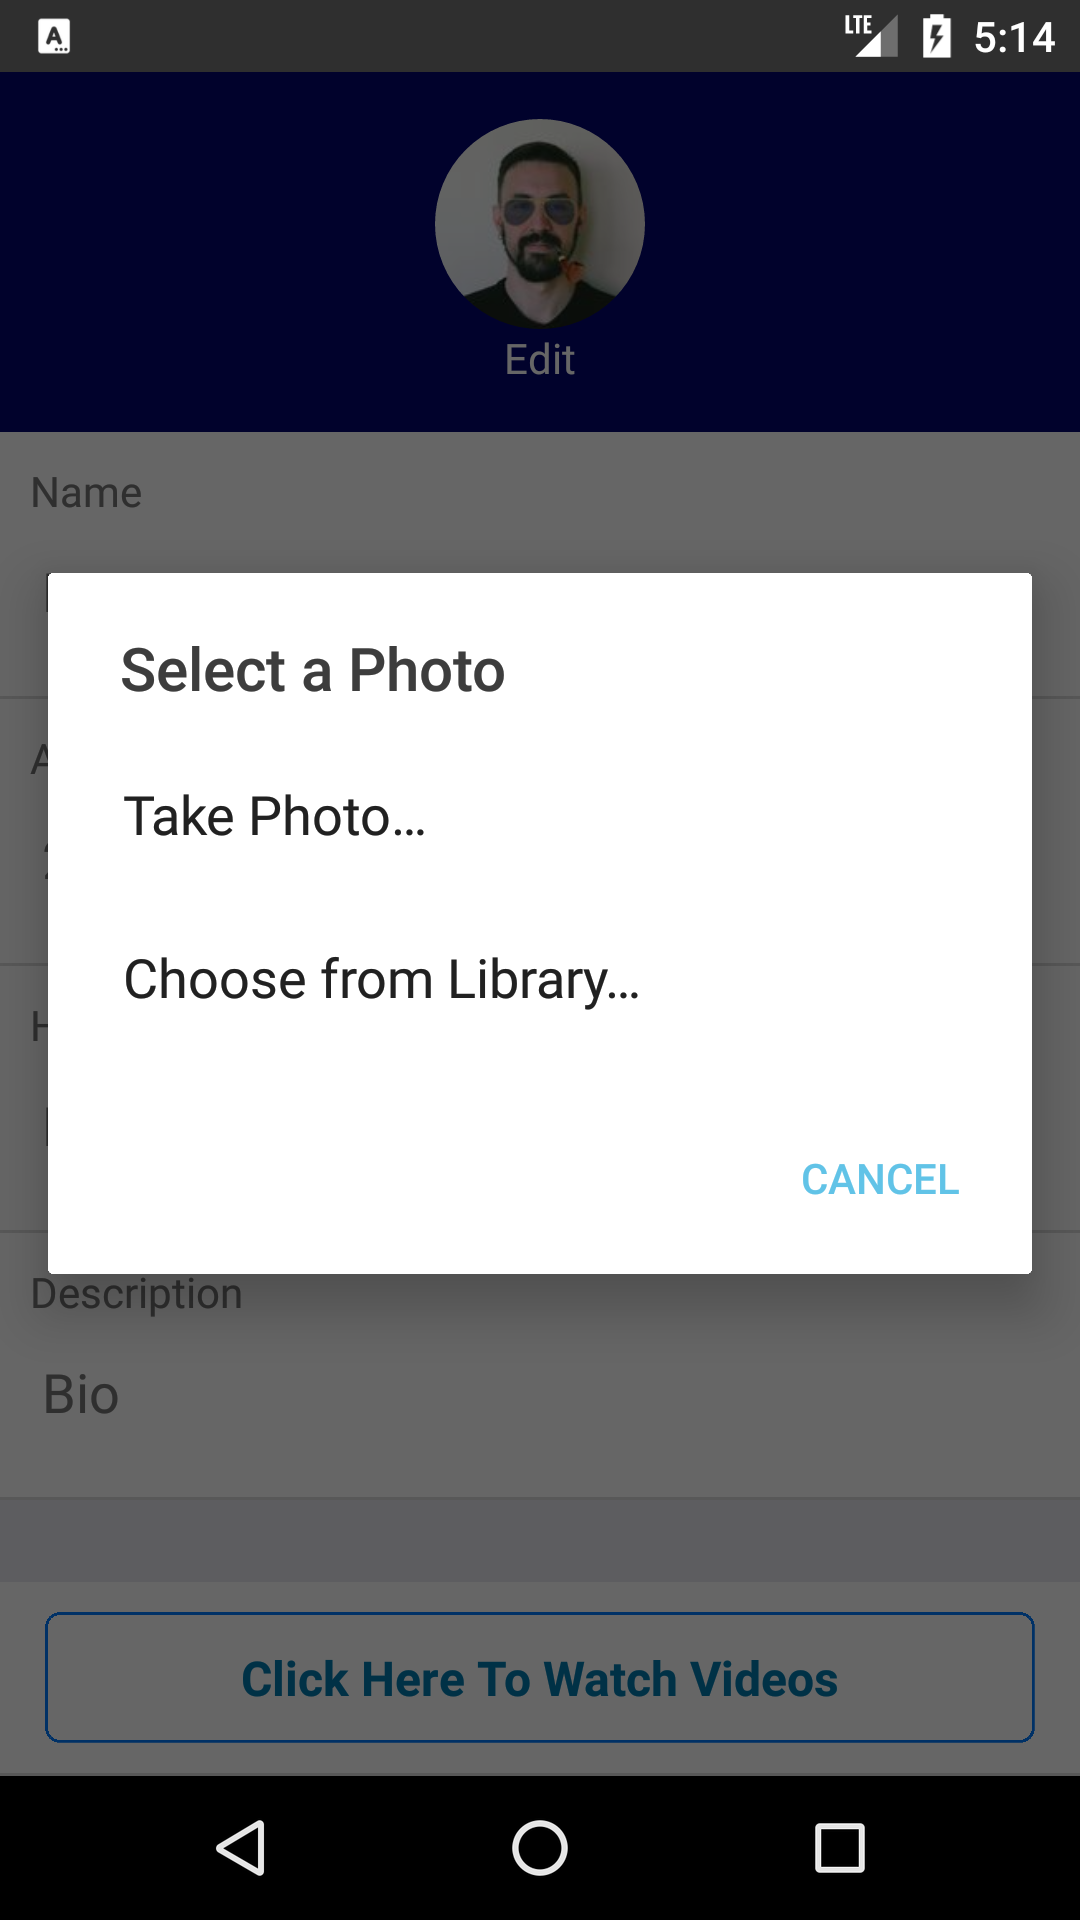 LTE 5:14
Edit
Name
Select a Photo
Take Photo…
Choose from Library…
CANCEL
Description
Bio
Click Here To Watch Videos